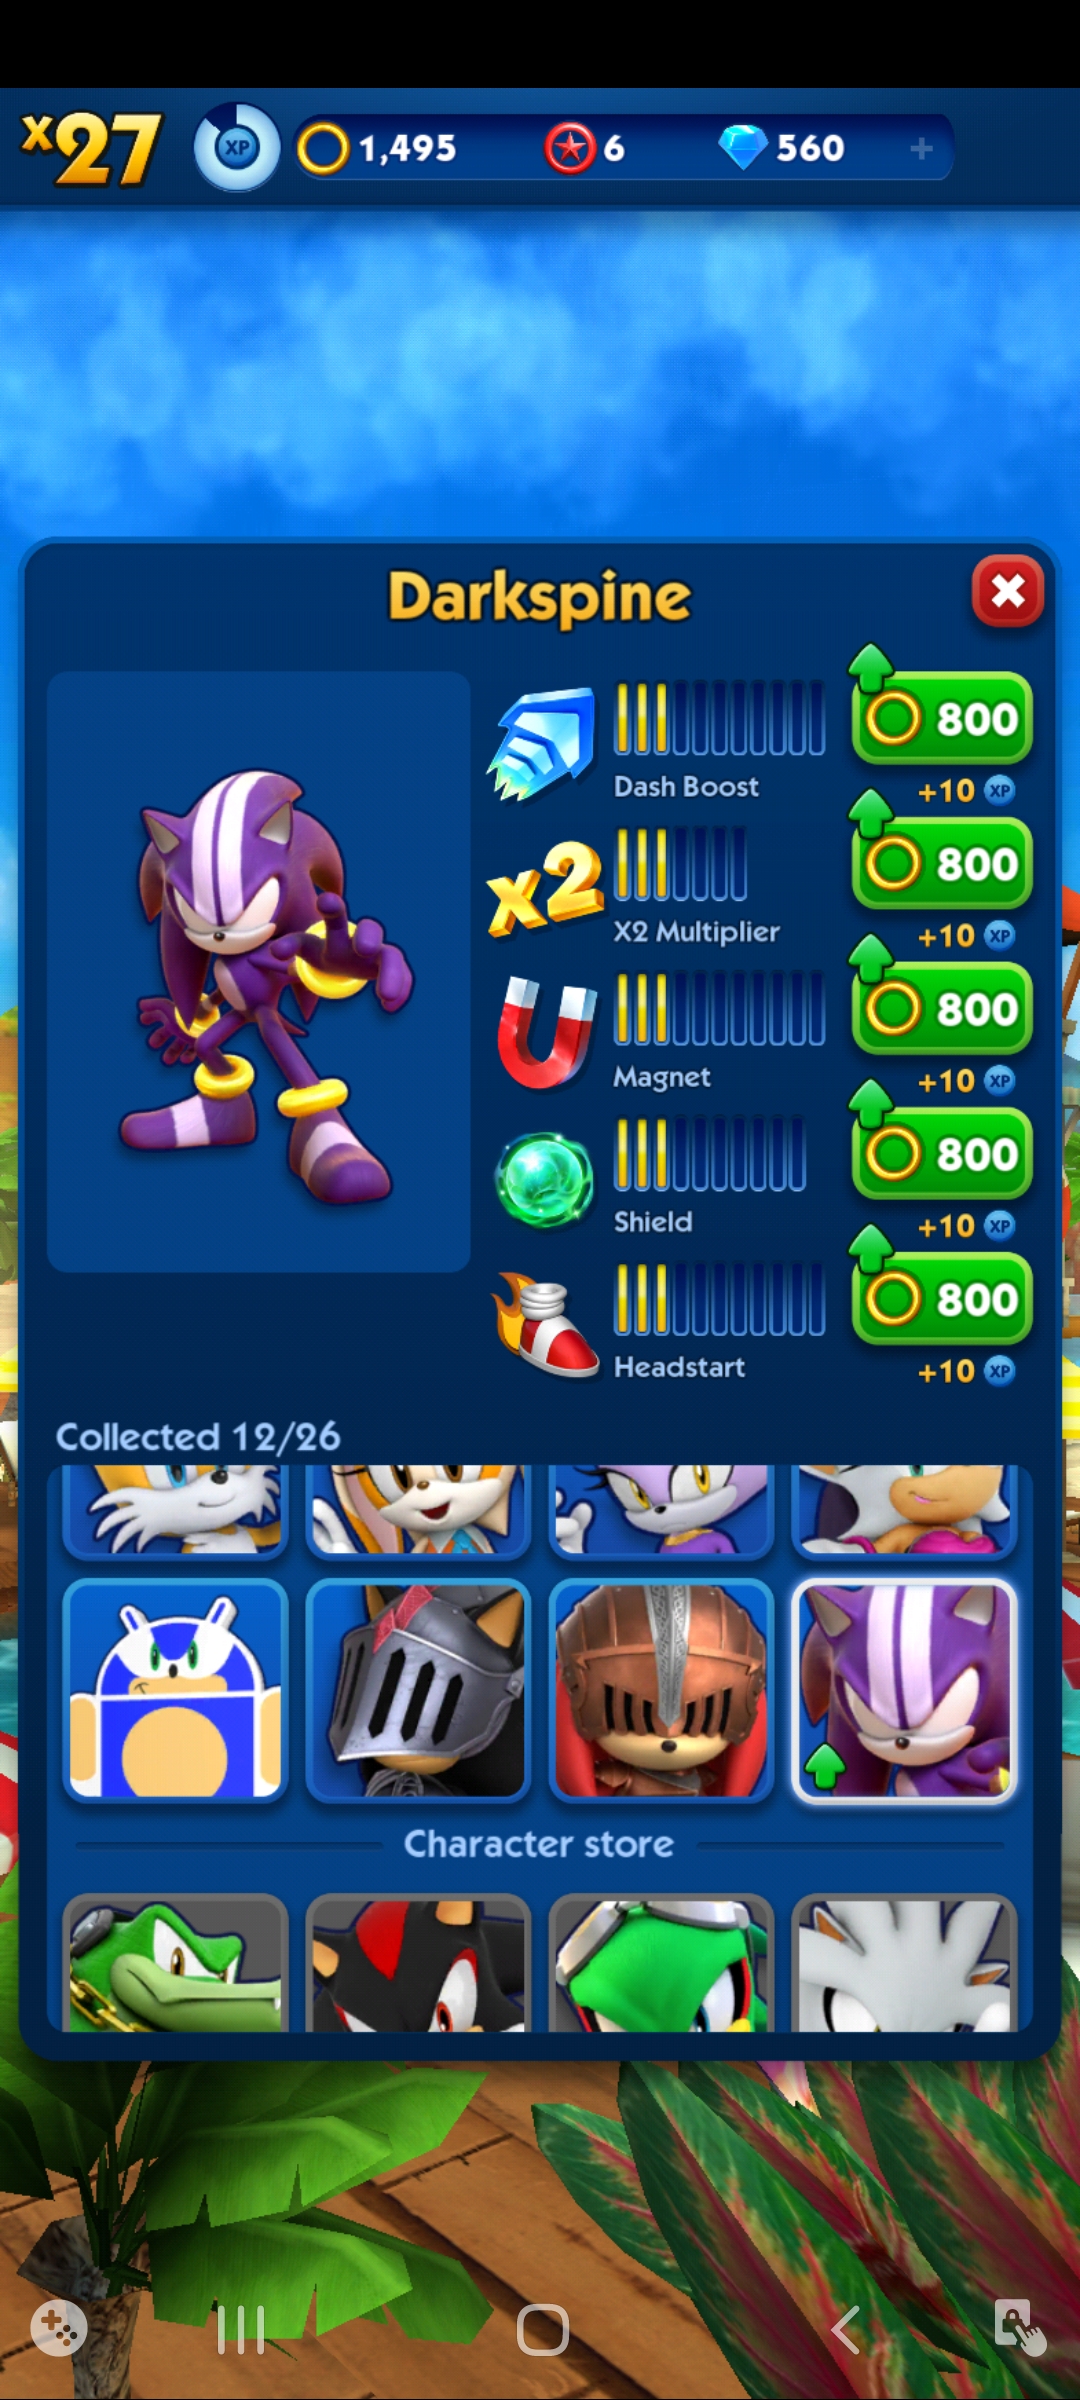 x27 XP 1,495 6 560 +
Darkspine
800
Dash Boost
+10 XP
x2
800
X2 Multiplier
+10 XP
800
Magnet
+10 XP
800
Shield
+10 XP
800
Headstart
+10 XP
Collected 12/26
Character store